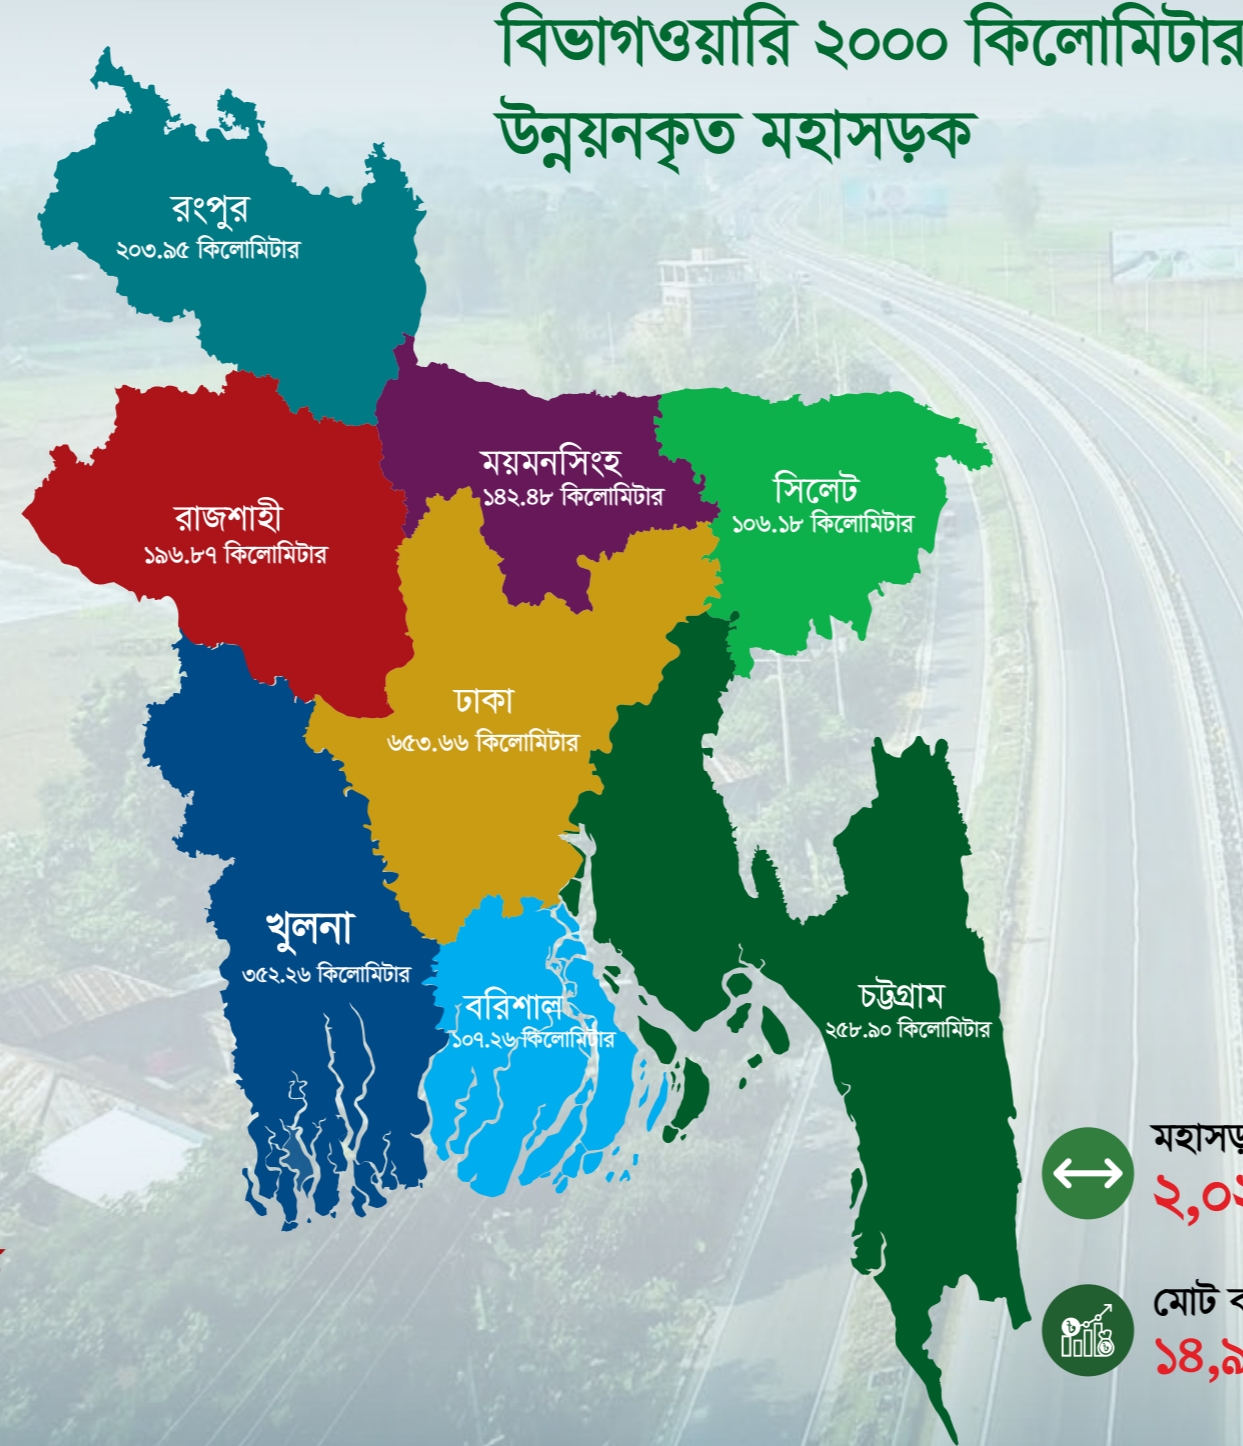 বিভাগওয়ারি ২০০০ কিলোমিটার
উন্নয়নকৃত মহাসড়ক
রংপুর
২০৩.৯৫ কিলোমিটার
ময়মনসিংহ
১৪২.৪৮ কিলোমিটার
সিলেট
১০৬.১৮ কিলোমিটার
রাজশাহী
১৯৬.৮৭ কিলোমিটার
ঢাকা
৬৫৩.৬৬ কিলোমিটার
খুলনা
৩৫২.২৬ কিলোমিটার
বরিশাল
১০৭.২৬ কিলোমিটার
চট্টগ্রাম
২৫৮.৯০ কিলোমিটার
মোট